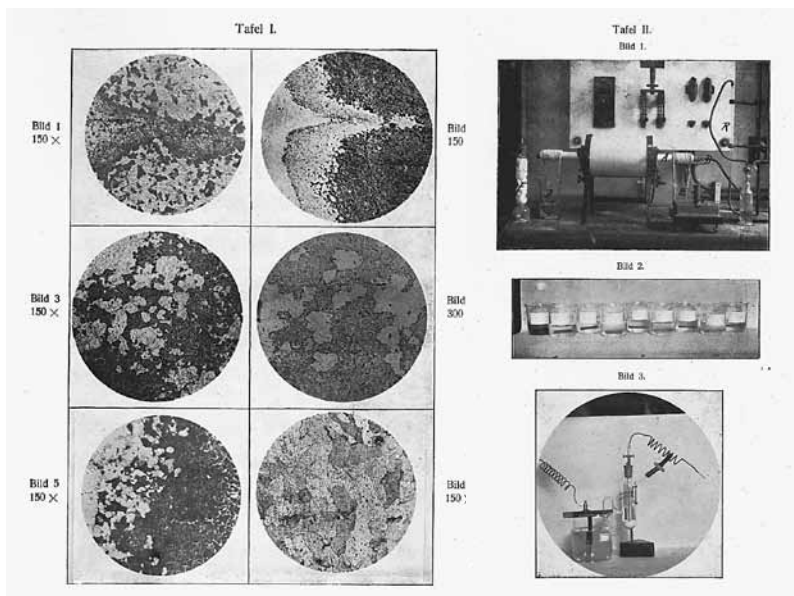 Tafel I.
Bild 1
150 ×
Bild
150
Bild 3
150 ×
Bild
300
Bild 5
150 ×
Bild
150
Tafel II.
Bild 1.
Bild 2.
Bild 3.